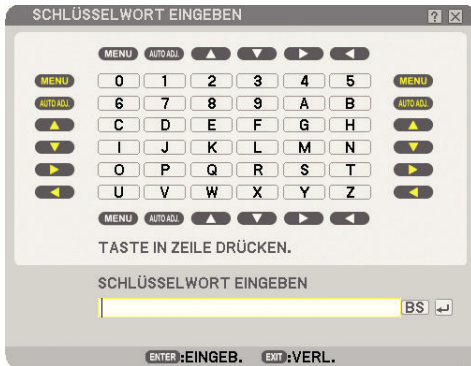 SCHLÜSSELWORT EINGEBEN
MENU AUTO ADJ.
MENU 0 1 2 3 4 5 MENU
AUTO ADJ. 6 7 8 9 A B AUTO ADJ.
C D E F G H
I J K L M N
O P Q R S T
U V W X Y Z
MENU AUTO ADJ.
TASTE IN ZEILE DRÜCKEN.
SCHLÜSSELWORT EINGEBEN
BS
ENTER :EINGEB. EXIT :VERL.